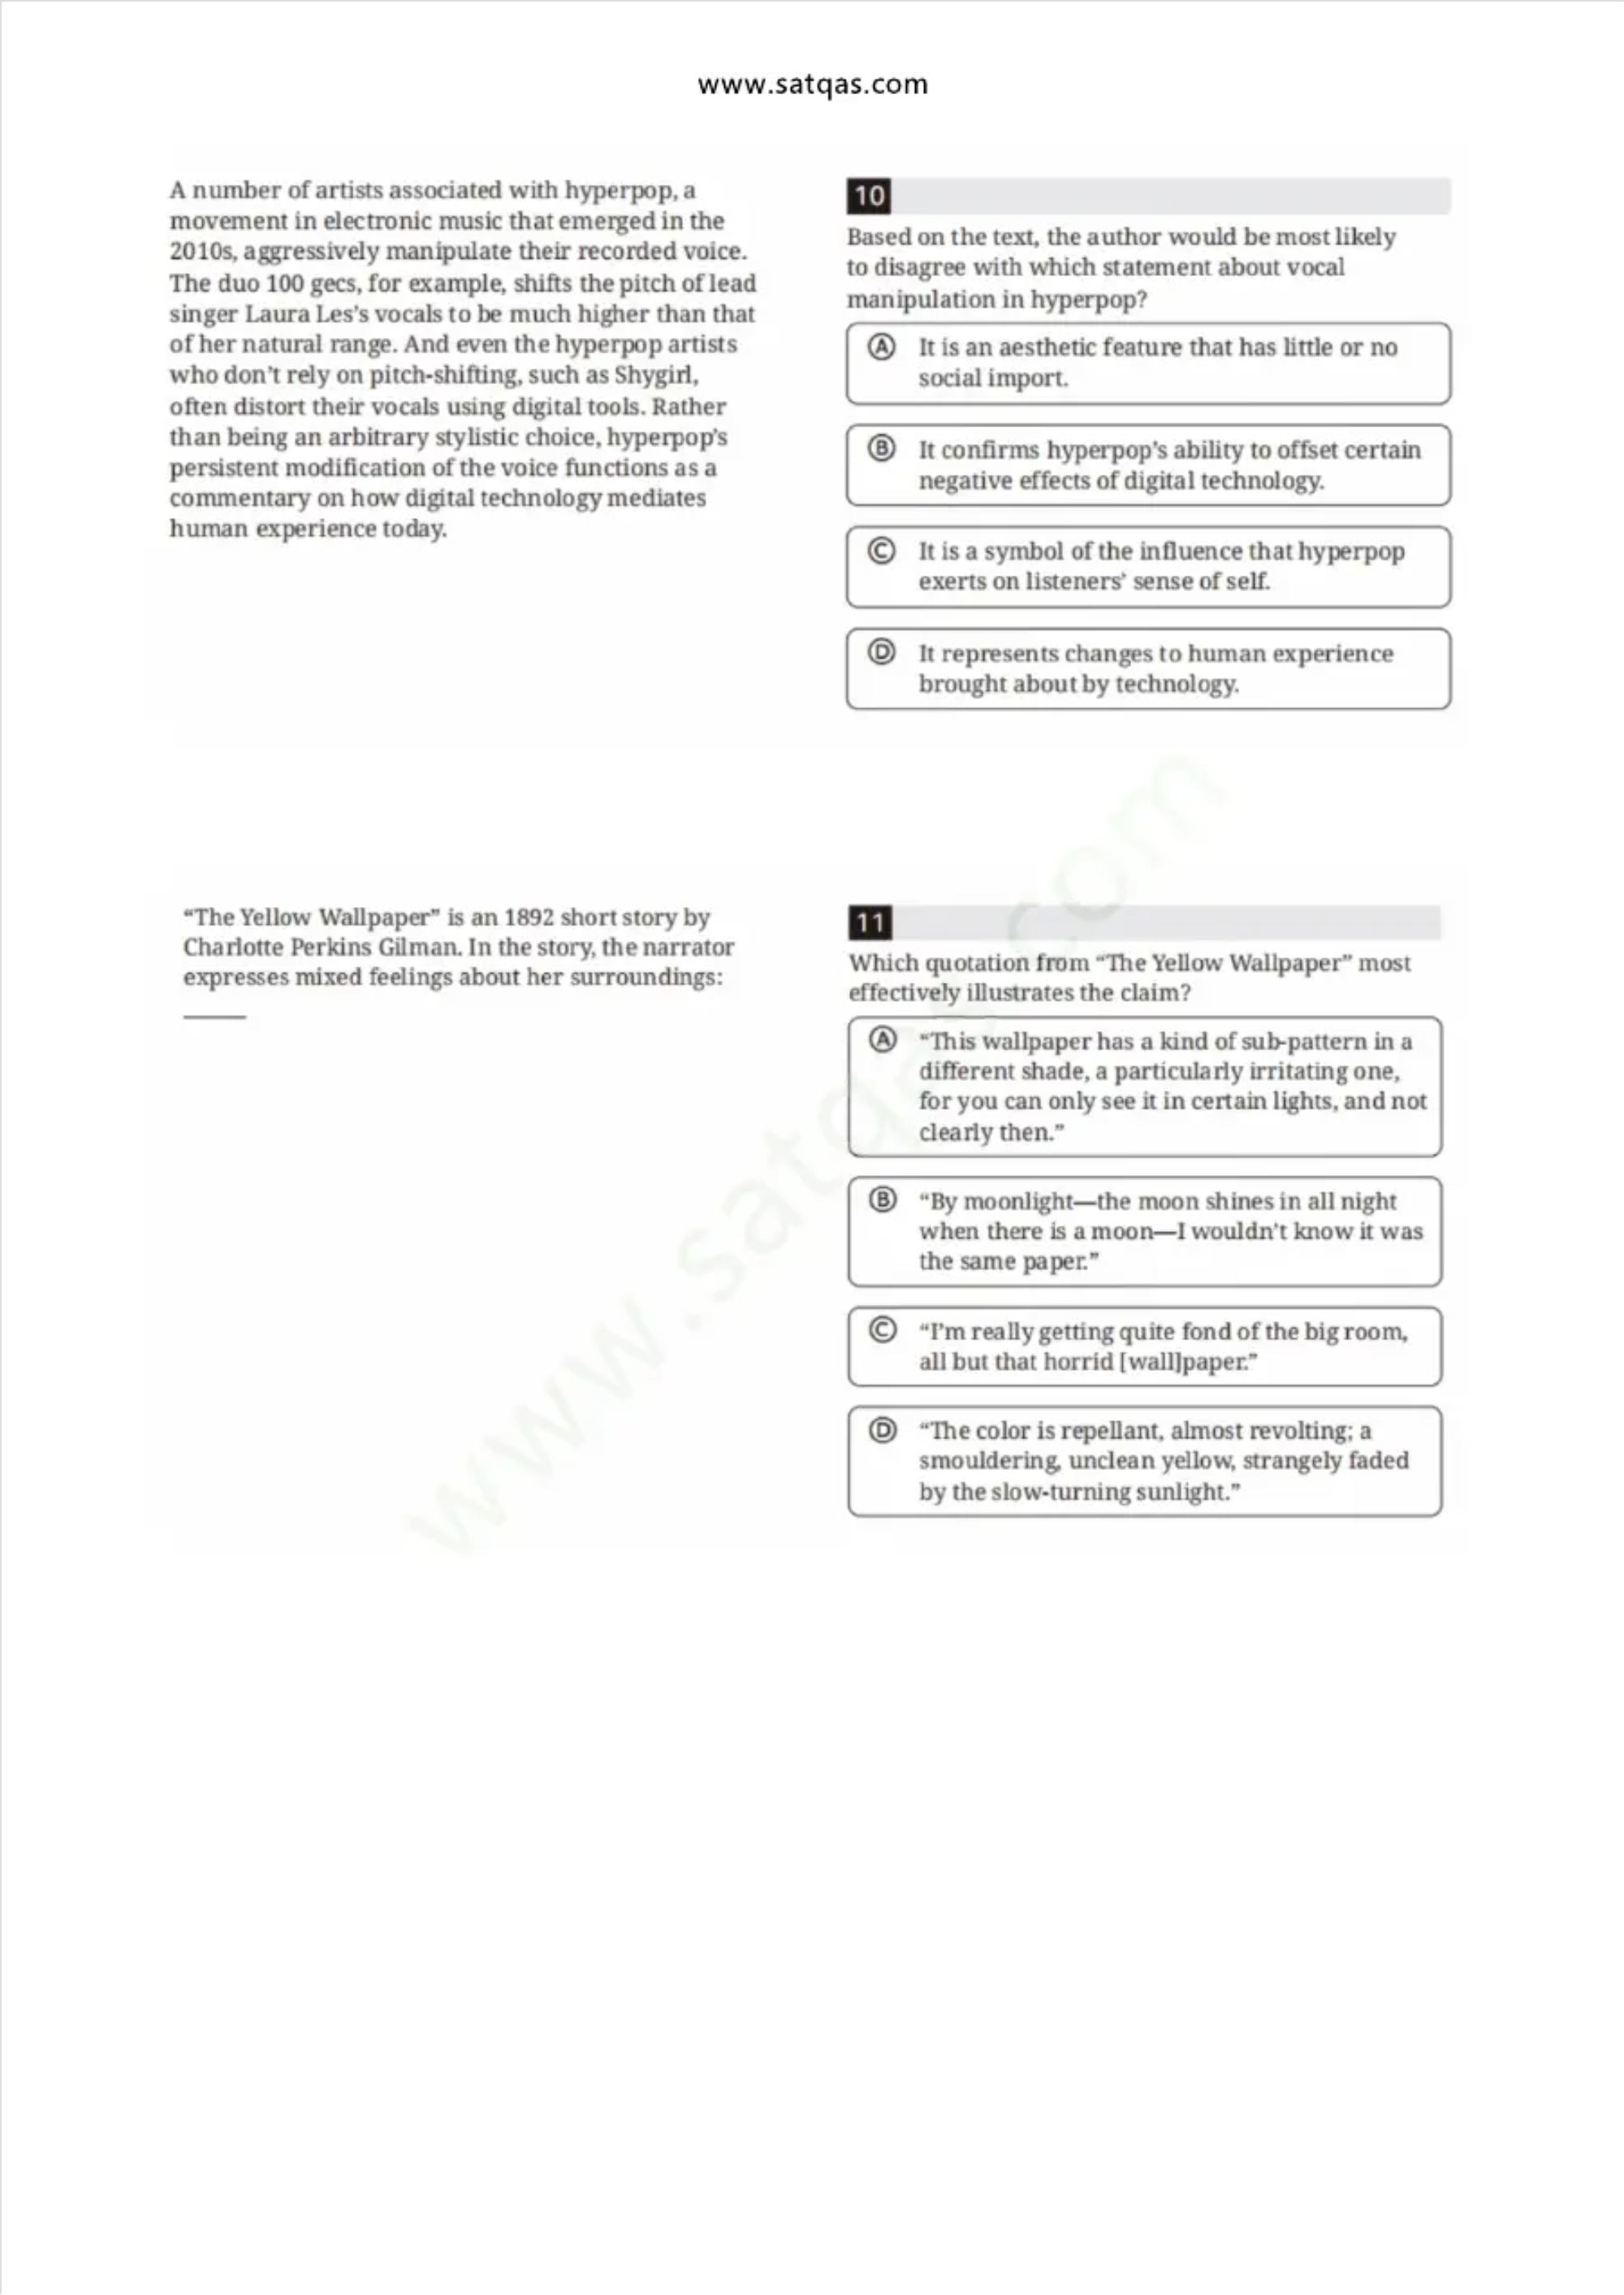 www.satqas.com
A number of artists associated with hyperpop, a
movement in electronic music that emerged in the
2010s, aggressively manipulate their recorded voice.
The duo 100 gecs, for example, shifts the pitch of lead
singer Laura Les's vocals to be much higher than that
of her natural range. And even the hyperpop artists
who don't rely on pitch-shifting, such as Shygirl,
often distort their vocals using digital tools. Rather
than being an arbitrary stylistic choice, hyperpop's
persistent modification of the voice functions as a
commentary on how digital technology mediates
human experience today.
10
Based on the text, the author would be most likely
to disagree with which statement about vocal
manipulation in hyperpop?
A It is an aesthetic feature that has little or no
social import.
B It confirms hyperpop's ability to offset certain
negative effects of digital technology.
C It is a symbol of the influence that hyperpop
exerts on listeners' sense of self.
D It represents changes to human experience
brought about by technology.
"The Yellow Wallpaper" is an 1892 short story by
Charlotte Perkins Gilman. In the story, the narrator
expresses mixed feelings about her surroundings:
______
11
Which quotation from "The Yellow Wallpaper" most
effectively illustrates the claim?
A "This wallpaper has a kind of sub-pattern in a
different shade, a particularly irritating one,
for you can only see it in certain lights, and not
clearly then."
B "By moonlight—the moon shines in all night
when there is a moon—I wouldn't know it was
the same paper."
C "I'm really getting quite fond of the big room,
all but that horrid [wall]paper."
D "The color is repellant, almost revolting; a
smouldering, unclean yellow, strangely faded
by the slow-turning sunlight."
www.satqas.com